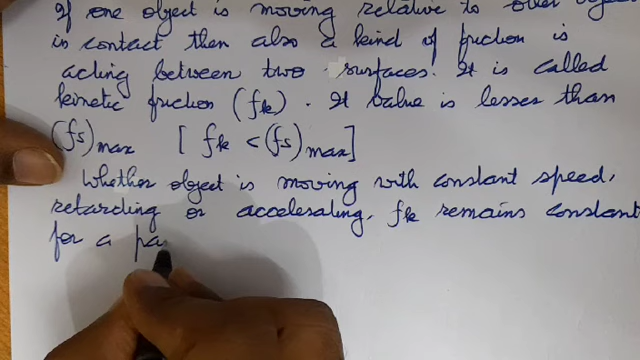 If one object is moving relative to other object
in contact then also a kind of friction is
acting between two surfaces. It is called
kinetic friction (fk). It value is lesses than
(fs)max [ fk < (fs)max ]
Whether object is moving with constant speed,
retarding or accelerating, fk remains constant
for a pa